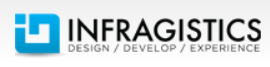 INFRAGISTICS
DESIGN / DEVELOP / EXPERIENCE